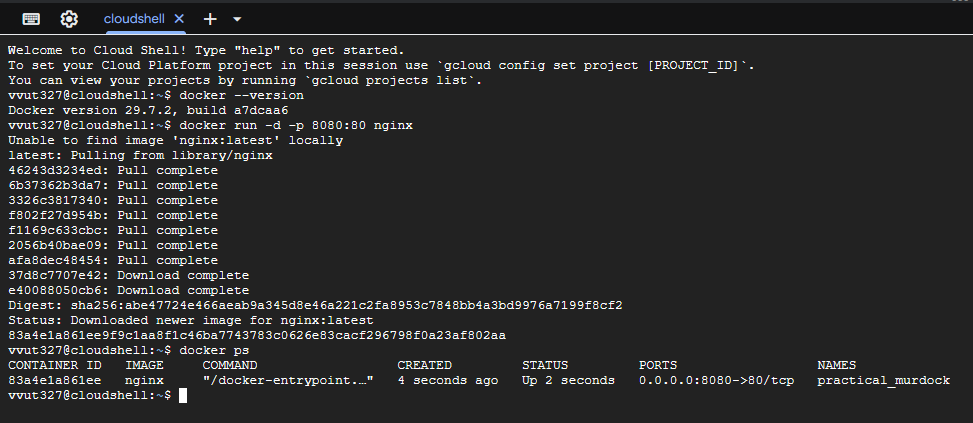 cloudshell
Welcome to Cloud Shell! Type "help" to get started.
To set your Cloud Platform project in this session use `gcloud config set project [PROJECT_ID]`.
You can view your projects by running `gcloud projects list`.
vvut327@cloudshell:~$ docker --version
Docker version 29.7.2, build a7dcaa6
vvut327@cloudshell:~$ docker run -d -p 8080:80 nginx
Unable to find image 'nginx:latest' locally
latest: Pulling from library/nginx
46243d3234ed: Pull complete
6b37362b3da7: Pull complete
3326c3817340: Pull complete
f802f27d954b: Pull complete
f1169c633cbc: Pull complete
2056b40bae09: Pull complete
afa8dec48454: Pull complete
37d8c7707e42: Download complete
e40088050cb6: Download complete
Digest: sha256:abe47724e466aeab9a345d8e46a221c2fa8953c7848bb4a3bd9976a7199f8cf2
Status: Downloaded newer image for nginx:latest
83a4e1a861ee9f9c1aa8f1c46ba7743783c0626e83cacf296798f0a23af802aa
vvut327@cloudshell:~$ docker ps
CONTAINER ID IMAGE COMMAND CREATED STATUS PORTS NAMES
83a4e1a861ee nginx "/docker-entrypoint.…" 4 seconds ago Up 2 seconds 0.0.0.0:8080->80/tcp practical_murdock
vvut327@cloudshell:~$